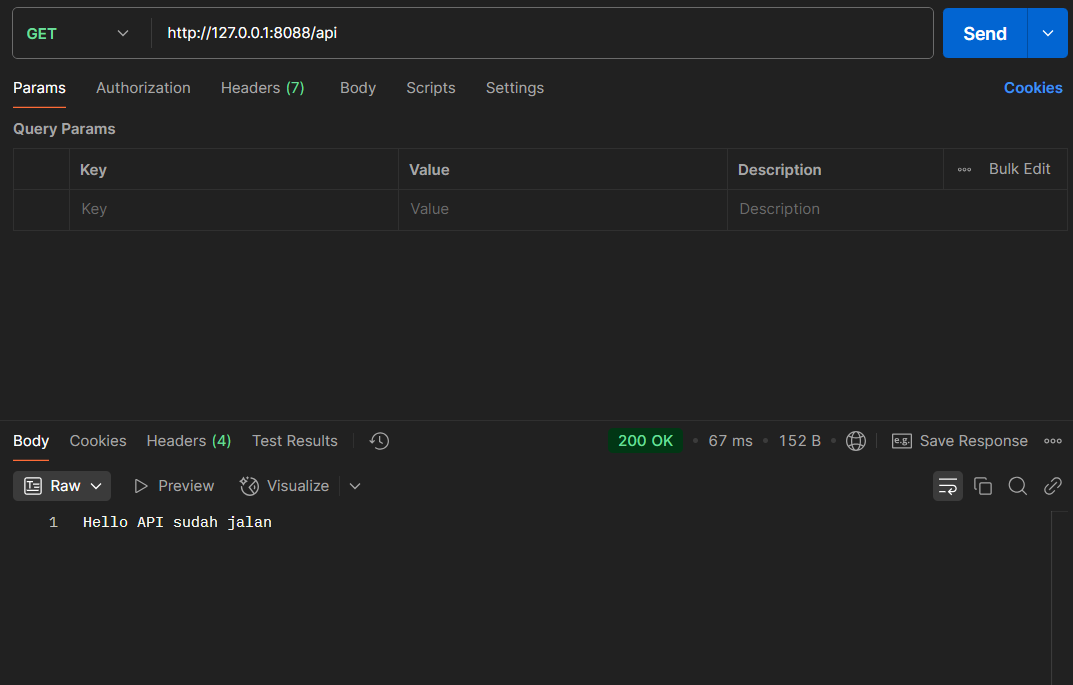 GET http://127.0.0.1:8088/api Send
Params Authorization Headers (7) Body Scripts Settings Cookies
Query Params
Key Value Description Bulk Edit
Key Value Description
Body Cookies Headers (4) Test Results 200 OK • 67 ms • 152 B • e.g. Save Response
Raw Preview Visualize
1 Hello API sudah jalan